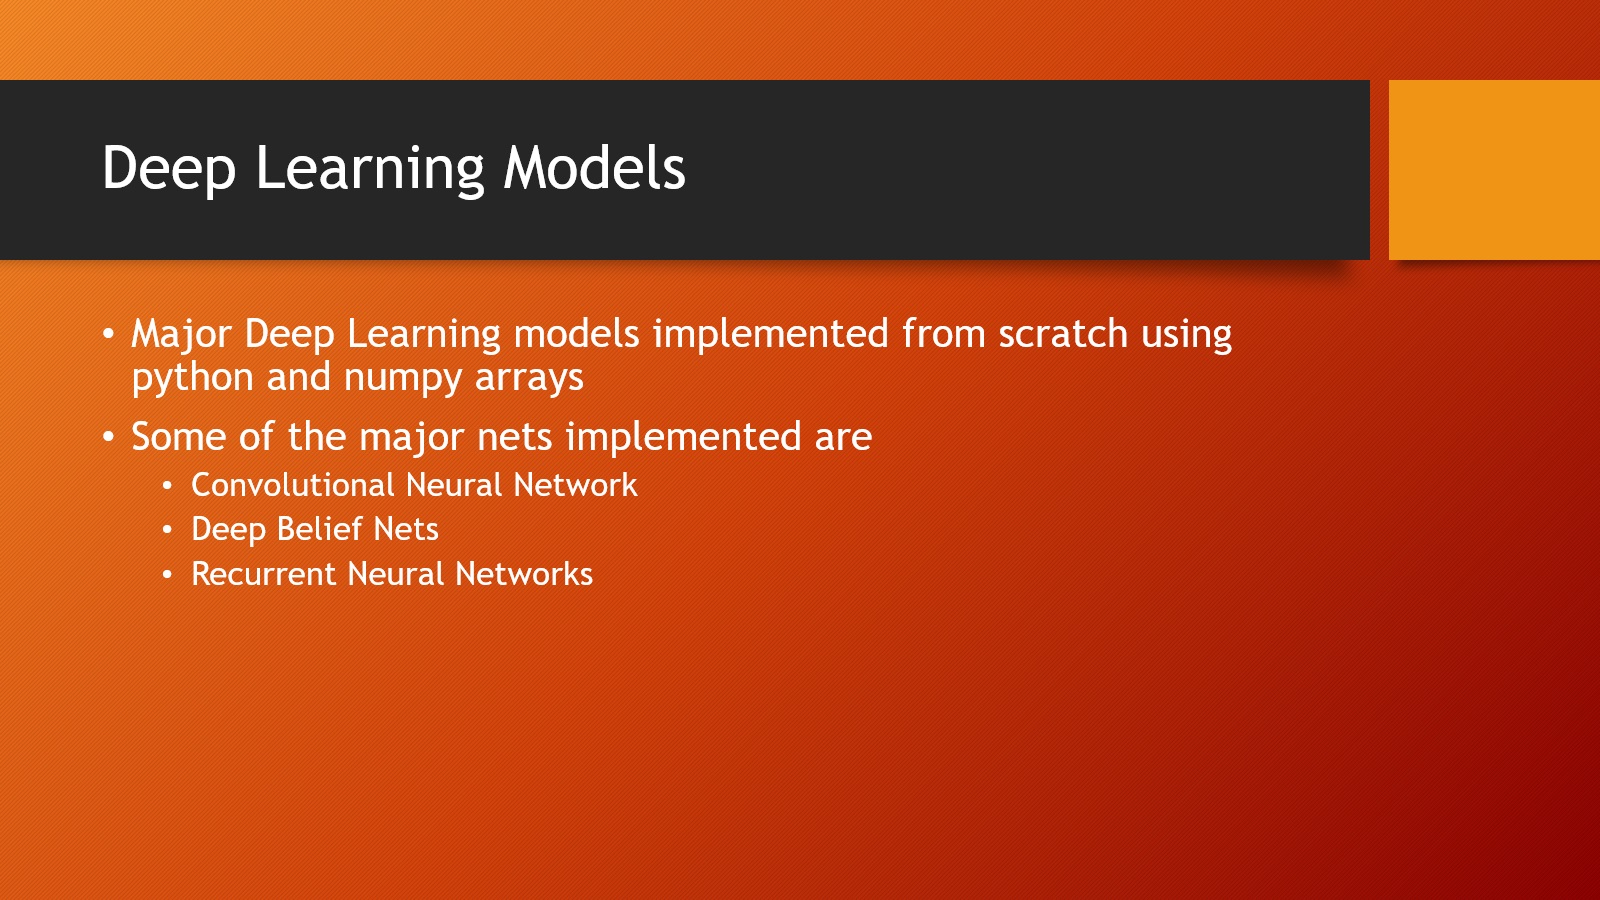 Deep Learning Models
• Major Deep Learning models implemented from scratch using
python and numpy arrays
• Some of the major nets implemented are
• Convolutional Neural Network
• Deep Belief Nets
• Recurrent Neural Networks